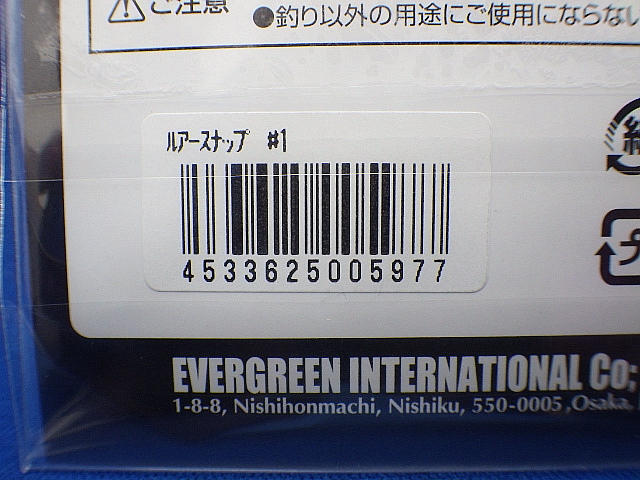 ご注意
●釣り以外の用途にご使用にならない
ﾙｱｰｽﾅｯﾌﾟ #1
4533625005977
EVERGREEN INTERNATIONAL Co;
1-8-8, Nishihonmachi, Nishiku, 550-0005, Osaka,